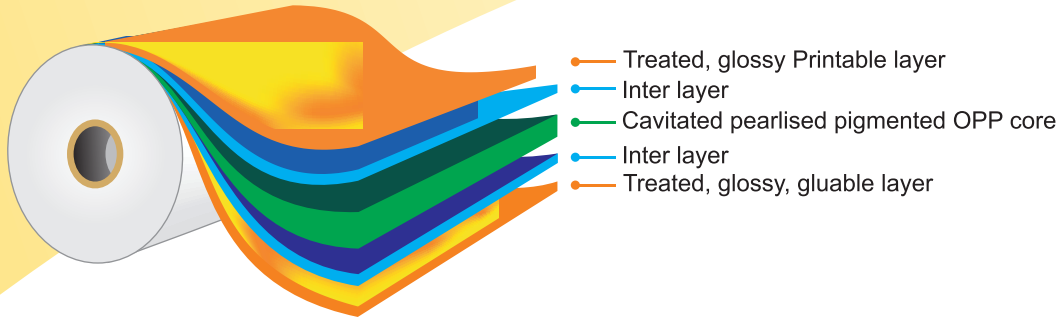 Treated, glossy Printable layer
Inter layer
Cavitated pearlised pigmented OPP core
Inter layer
Treated, glossy, gluable layer